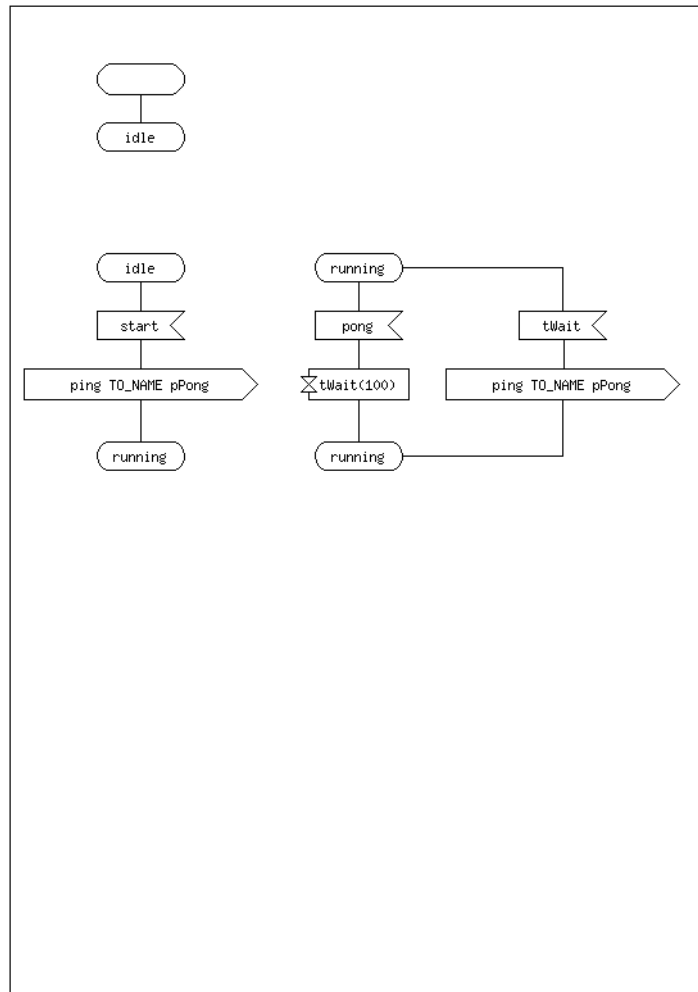 idle
idle
running
start
pong
tWait
ping TO_NAME pPong
tWait(100)
ping TO_NAME pPong
running
running